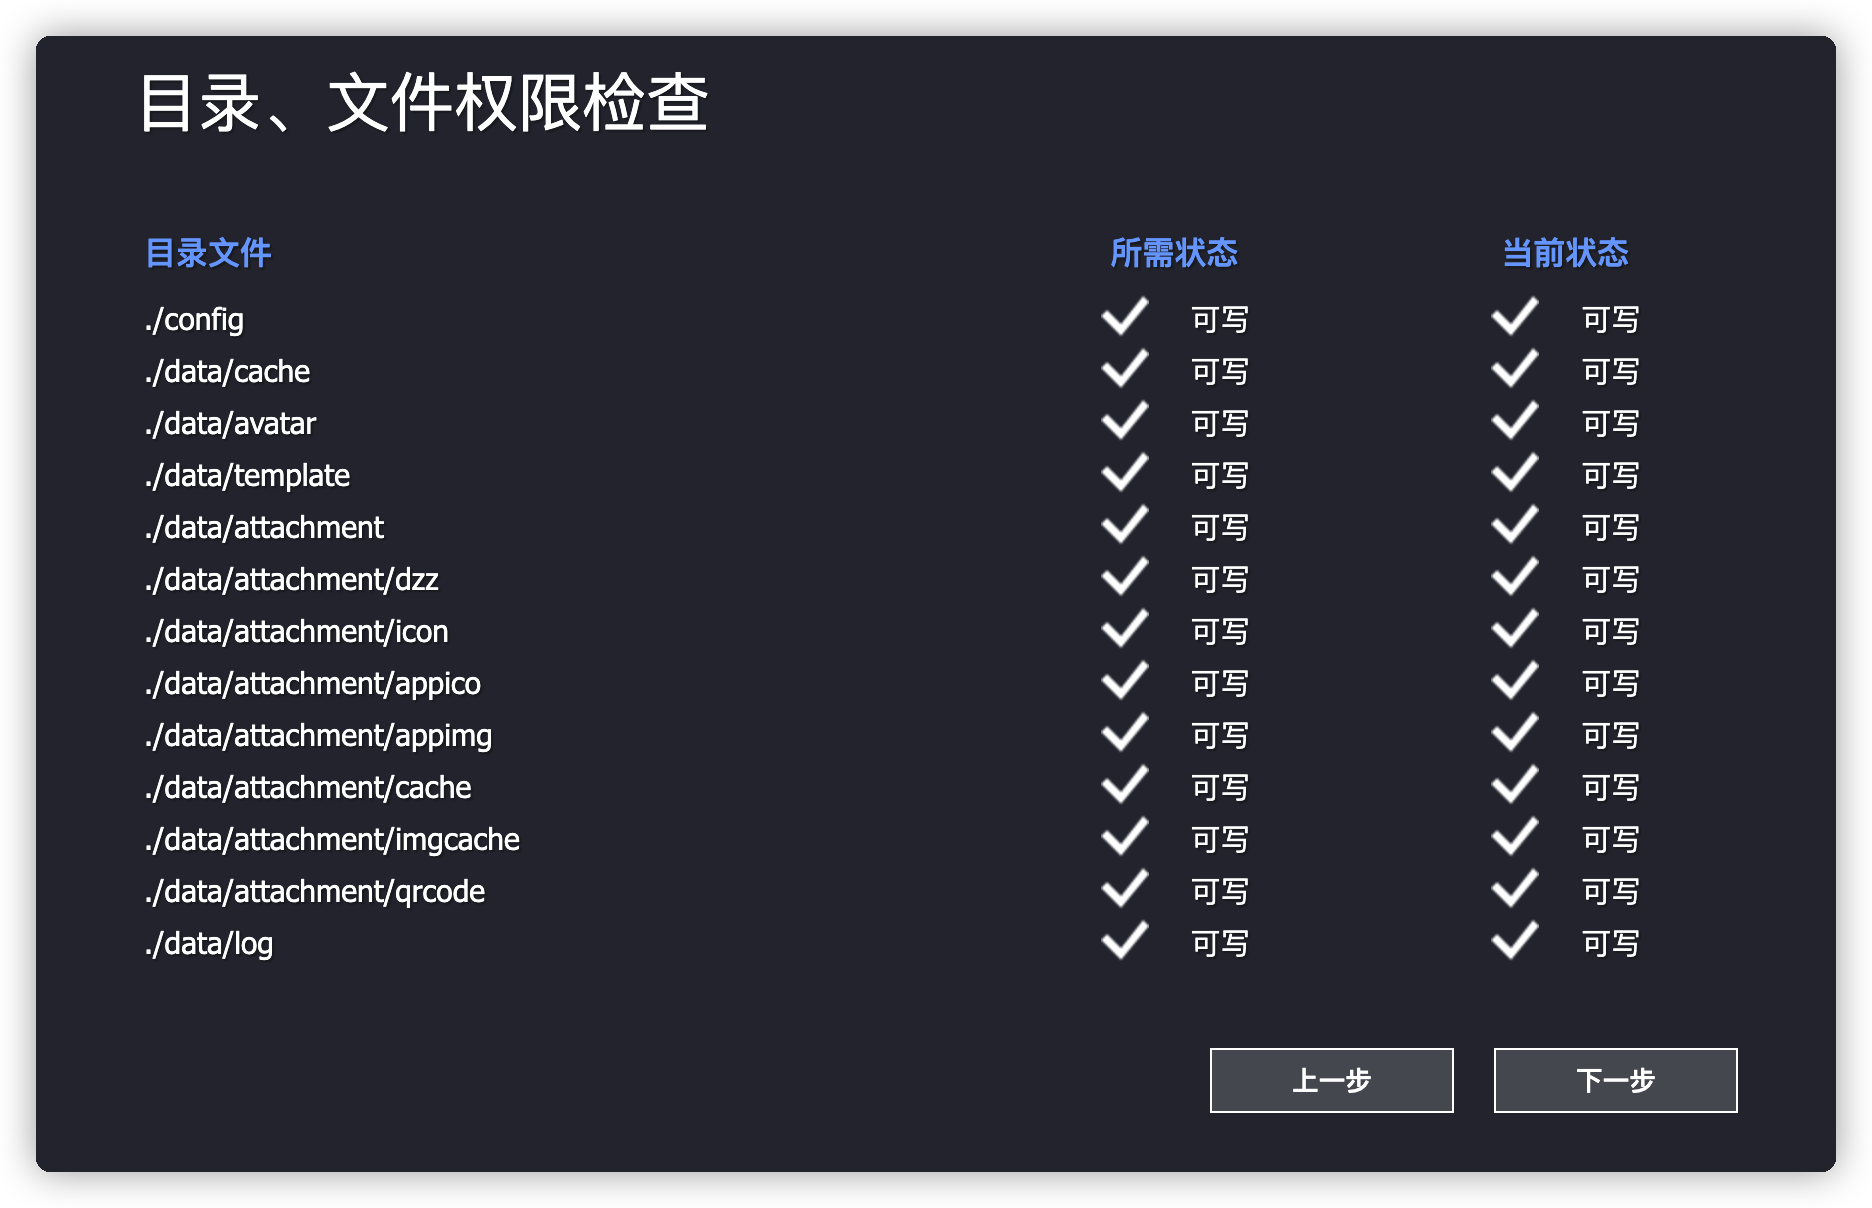 目录、文件权限检查
目录文件 所需状态 当前状态
./config 可写 可写
./data/cache 可写 可写
./data/avatar 可写 可写
./data/template 可写 可写
./data/attachment 可写 可写
./data/attachment/dzz 可写 可写
./data/attachment/icon 可写 可写
./data/attachment/appico 可写 可写
./data/attachment/appimg 可写 可写
./data/attachment/cache 可写 可写
./data/attachment/imgcache 可写 可写
./data/attachment/qrcode 可写 可写
./data/log 可写 可写
上一步 下一步